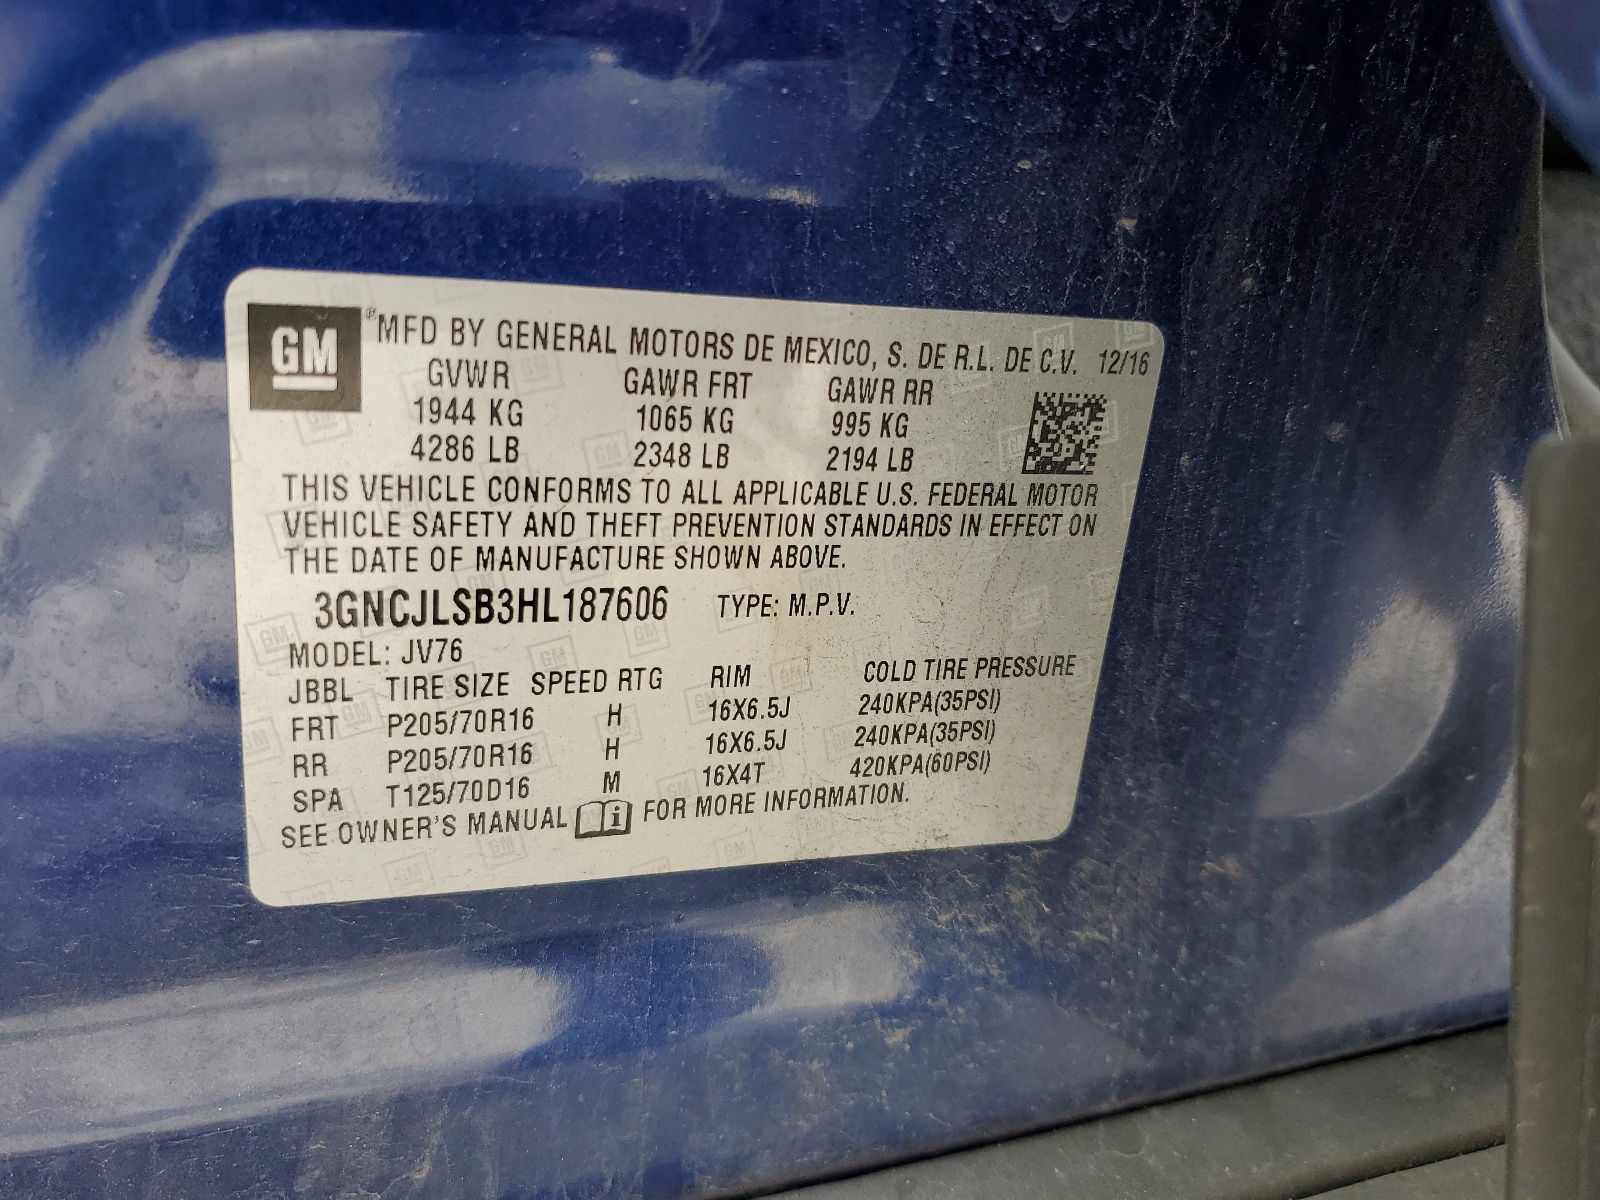 GM
® MFD BY GENERAL MOTORS DE MEXICO, S. DE R.L. DE C.V. 12/16
GVWR GAWR FRT GAWR RR
1944 KG 1065 KG 995 KG
4286 LB 2348 LB 2194 LB
THIS VEHICLE CONFORMS TO ALL APPLICABLE U.S. FEDERAL MOTOR
VEHICLE SAFETY AND THEFT PREVENTION STANDARDS IN EFFECT ON
THE DATE OF MANUFACTURE SHOWN ABOVE.
3GNCJLSB3HL187606 TYPE: M.P.V.
MODEL: JV76
JBBL TIRE SIZE SPEED RTG RIM COLD TIRE PRESSURE
FRT P205/70R16 H 16X6.5J 240KPA(35PSI)
RR P205/70R16 H 16X6.5J 240KPA(35PSI)
SPA T125/70D16 M 16X4T 420KPA(60PSI)
SEE OWNER'S MANUAL i FOR MORE INFORMATION.